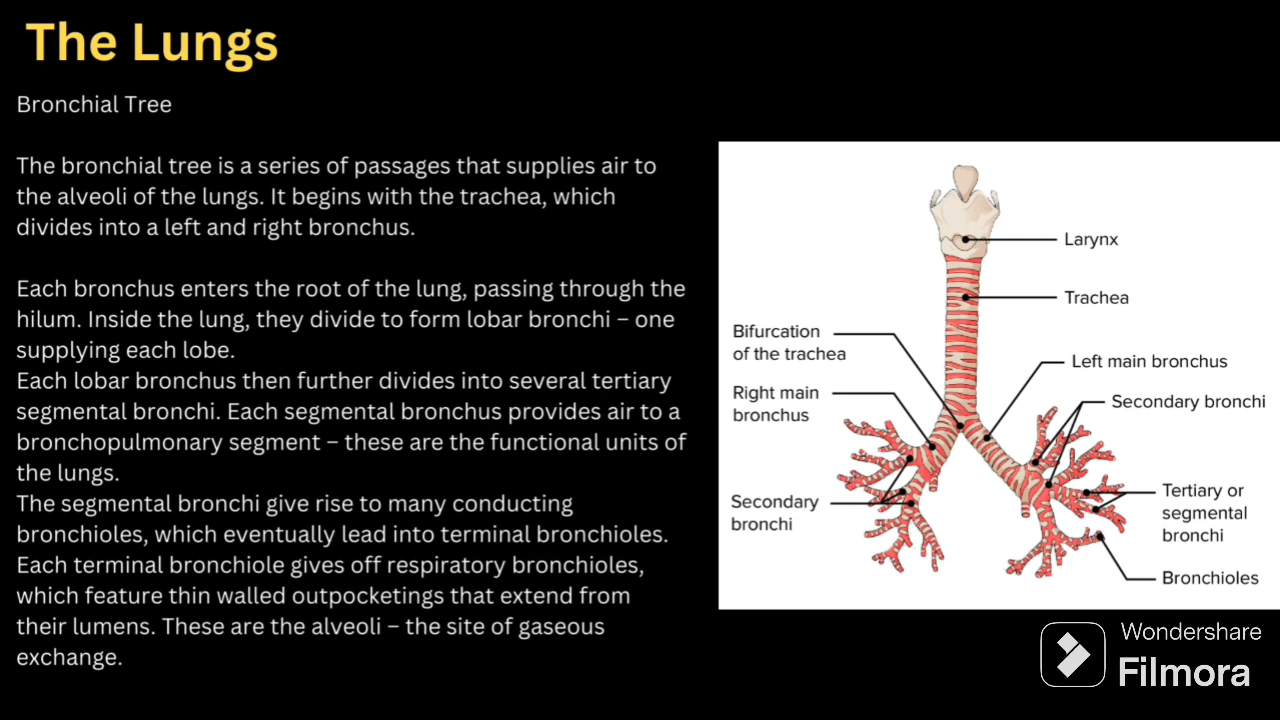 The Lungs
Bronchial Tree
The bronchial tree is a series of passages that supplies air to
the alveoli of the lungs. It begins with the trachea, which
divides into a left and right bronchus.
Each bronchus enters the root of the lung, passing through the
hilum. Inside the lung, they divide to form lobar bronchi – one
supplying each lobe.
Each lobar bronchus then further divides into several tertiary
segmental bronchi. Each segmental bronchus provides air to a
bronchopulmonary segment – these are the functional units of
the lungs.
The segmental bronchi give rise to many conducting
bronchioles, which eventually lead into terminal bronchioles.
Each terminal bronchiole gives off respiratory bronchioles,
which feature thin walled outpocketings that extend from
their lumens. These are the alveoli – the site of gaseous
exchange.
Larynx
Trachea
Bifurcation
of the trachea
Left main bronchus
Right main
bronchus
Secondary bronchi
Secondary
bronchi
Tertiary or
segmental
bronchi
Bronchioles
Wondershare
Filmora